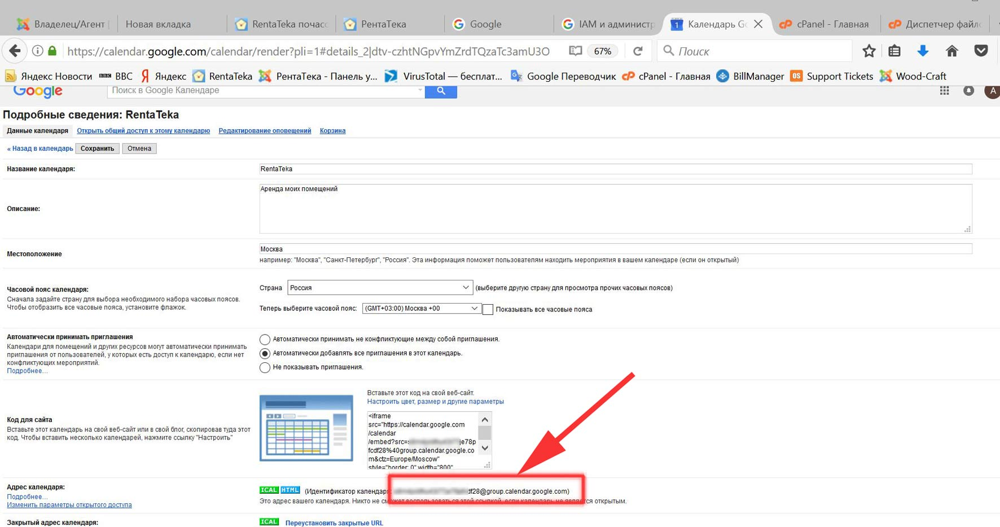 Владелец/Агент
Новая вкладка
RentaTeka почасс
РентаТека
Google
IAM и администр
Календарь Go
cPanel - Главная
Диспетчер файло
https://calendar.google.com/calendar/render?pli=1#details_2|dtv-czhtNGpvYmZrdTQzaTc3amU3O
67%
Поиск
Яндекс Новости
BBC BBC
Я Яндекс
RentaTeka
РентаТека - Панель у...
VirusTotal — бесплат...
Google Переводчик
cP cPanel - Главная
BillManager
OS Support Tickets
Wood-Craft
Google
Поиск в Google Календаре
A
Подробные сведения: RentaTeka
Данные календаря
Открыть общий доступ к этому календарю
Редактирование оповещений
Корзина
« Назад в календарь
Сохранить
Отмена
Название календаря:
RentaTeka
Описание:
Аренда моих помещений
Местоположение
Москва
например: "Москва", "Санкт-Петербург", "Россия". Эта информация поможет пользователям находить мероприятия в вашем календаре (если он открытый)
Часовой пояс календаря:
Сначала задайте страну для выбора необходимого набора часовых поясов.
Чтобы отобразить все часовые пояса, установите флажок.
Страна Россия (выберите другую страну для просмотра прочих часовых поясов)
Теперь выберите часовой пояс: (GMT+03:00) Москва +00 Показывать все часовые пояса
Автоматически принимать приглашения
Календари для помещений и других ресурсов могут автоматически принимать
приглашения от пользователей, у которых есть доступ к календарю, если нет
конфликтующих мероприятий.
Подробнее...
Автоматически принимать не конфликтующие между собой приглашения.
Автоматически добавлять все приглашения в этот календарь.
Не показывать приглашения.
Код для сайта
Вставьте этот календарь на свой веб-сайт или в свой блог, скопировав туда этот
код. Чтобы вставить несколько календарей, нажмите ссылку "Настроить"
Вставьте этот код на свой веб-сайт.
Настроить цвет, размер и другие параметры
<iframe
src="https://calendar.google.com
/calendar
/embed?src= je78p
fcdf28%40group.calendar.google.co
m&ctz=Europe/Moscow"
style="border: 0" width="800"
Адрес календаря:
Подробнее...
Изменить параметры открытого доступа
ICAL HTML (Идентификатор календаря: df28@group.calendar.google.com)
Это адрес вашего календаря. Никто не сможет воспользоваться этой ссылкой, если календарь не является открытым.
Закрытый адрес календаря:
ICAL Переустановить закрытые URL